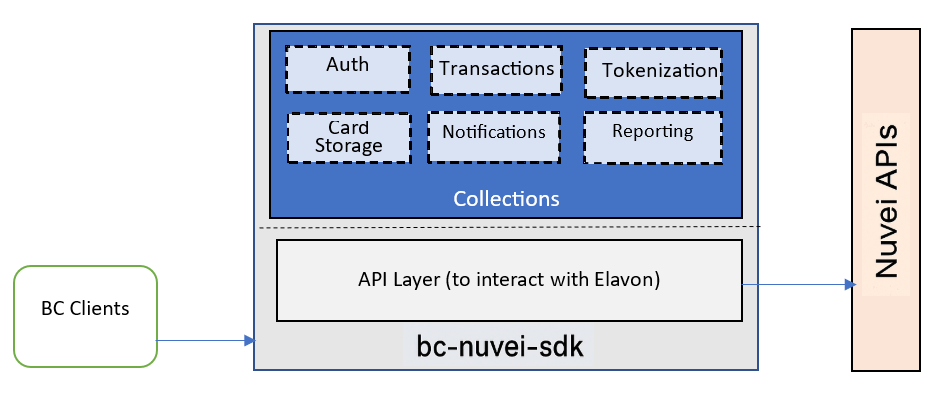 Auth
Transactions
Tokenization
Card
Storage
Notifications
Reporting
Collections
API Layer (to interact with Elavon)
BC Clients
bc-nuvei-sdk
Nuvei APIs